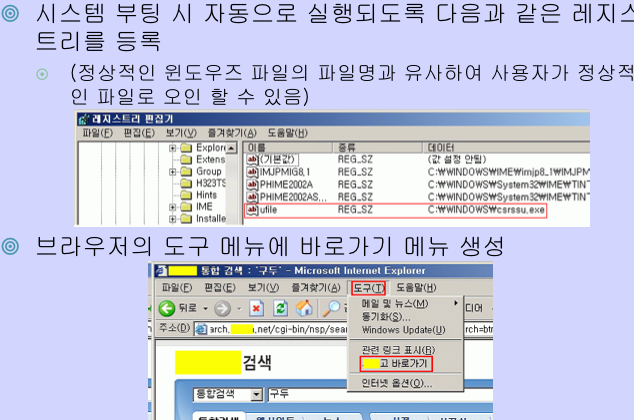 시스템 부팅 시 자동으로 실행되도록 다음과 같은 레지스
트리를 등록
(정상적인 윈도우즈 파일의 파일명과 유사하여 사용자가 정상적
인 파일로 오인 할 수 있음)
레지스트리 편집기
파일(F) 편집(E) 보기(V) 즐겨찾기(A) 도움말(H)
이름 종류 데이터
Explore
(기본값) REG_SZ (값 설정 안됨)
Extens
IMJPMIG8.1 REG_SZ C:\WINDOWS\IME\imjp8_1\IMJPM
Group
PHIME2002A REG_SZ C:\WINDOWS\System32\IME\TINT
H323TS
PHIME2002AS... REG_SZ C:\WINDOWS\System32\IME\TINT
Hints
utile REG_SZ C:\WINDOWS\csrssu.exe
IME
Installe
브라우저의 도구 메뉴에 바로가기 메뉴 생성
통합 검색 : '구두' - Microsoft Internet Explorer
파일(F) 편집(E) 보기(V) 즐겨찾기(A) 도구(T) 도움말(H)
뒤로 검색 미디어
메일 및 뉴스(M)
동기화(S)...
Windows Update(U)
주소(D) arch. .net/cgi-bin/nsp/sear
관련 링크 표시(R)
고 바로가기
인터넷 옵션(O)...
검색
통합검색 구두
통합검색